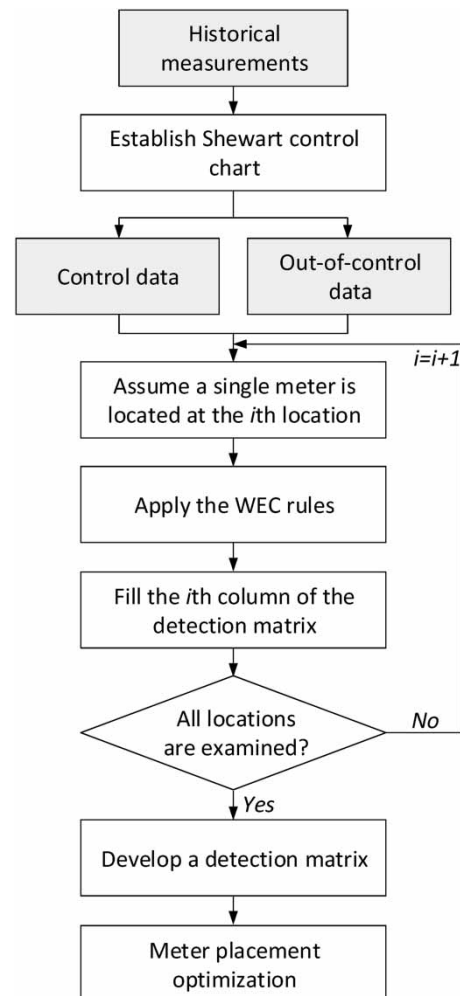 Historical
measurements
Establish Shewart control
chart
Control data
Out-of-control
data
i=i+1
Assume a single meter is
located at the ith location
Apply the WEC rules
Fill the ith column of the
detection matrix
All locations
are examined?
No
Yes
Develop a detection matrix
Meter placement
optimization